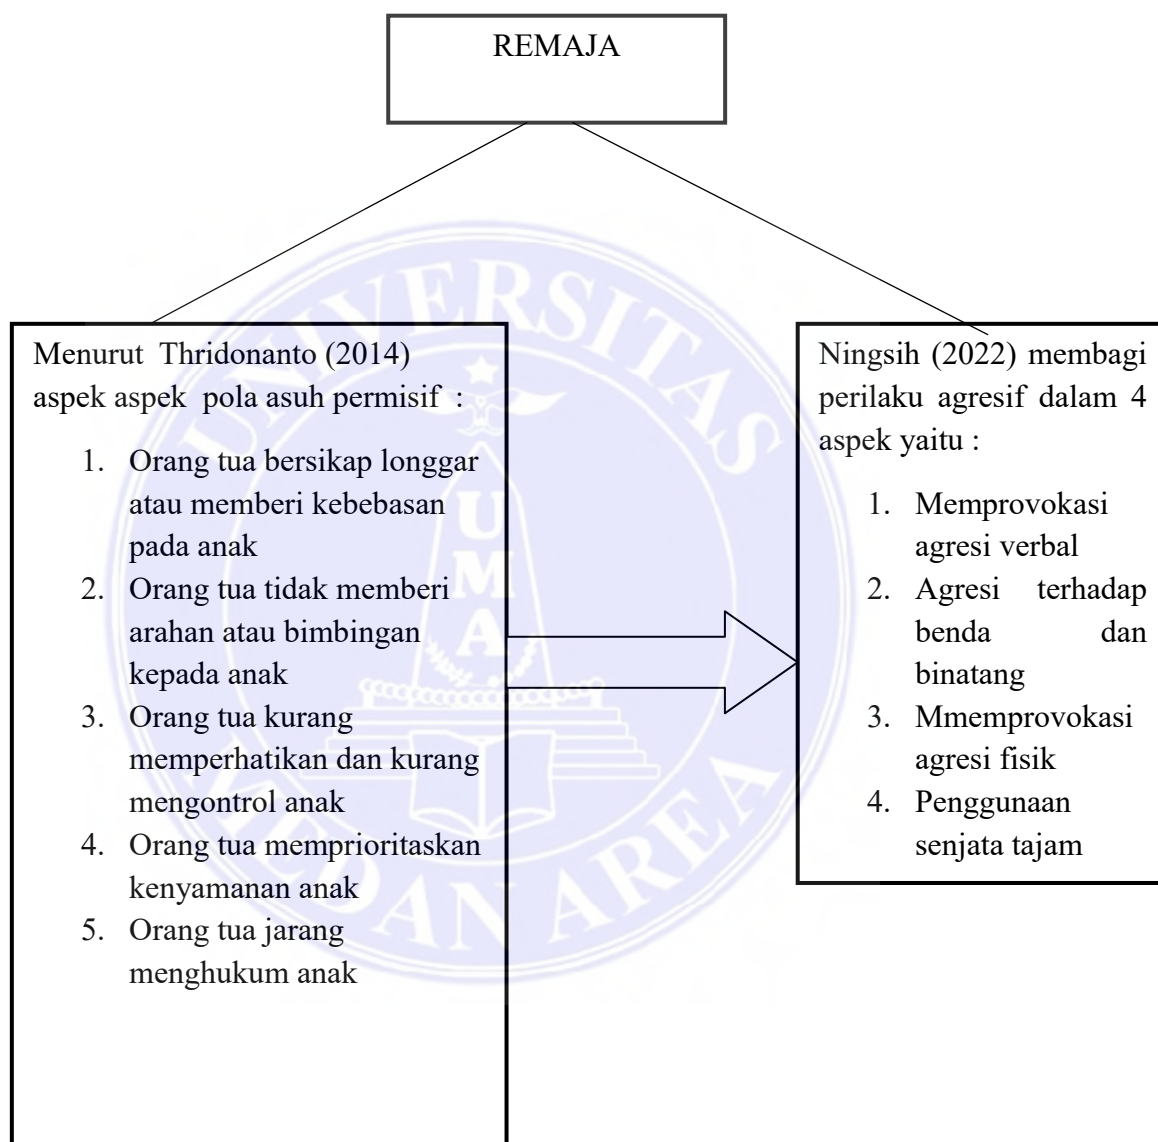 REMAJA
Menurut Thridonanto (2014)
aspek aspek pola asuh permisif :
1. Orang tua bersikap longgar
atau memberi kebebasan
pada anak
2. Orang tua tidak memberi
arahan atau bimbingan
kepada anak
3. Orang tua kurang
memperhatikan dan kurang
mengontrol anak
4. Orang tua memprioritaskan
kenyamanan anak
5. Orang tua jarang
menghukum anak
Ningsih (2022) membagi
perilaku agresif dalam 4
aspek yaitu :
1. Memprovokasi
agresi verbal
2. Agresi terhadap
benda dan
binatang
3. Mmemprovokasi
agresi fisik
4. Penggunaan
senjata tajam
UNIVERSITAS
UMA
MEDAN AREA